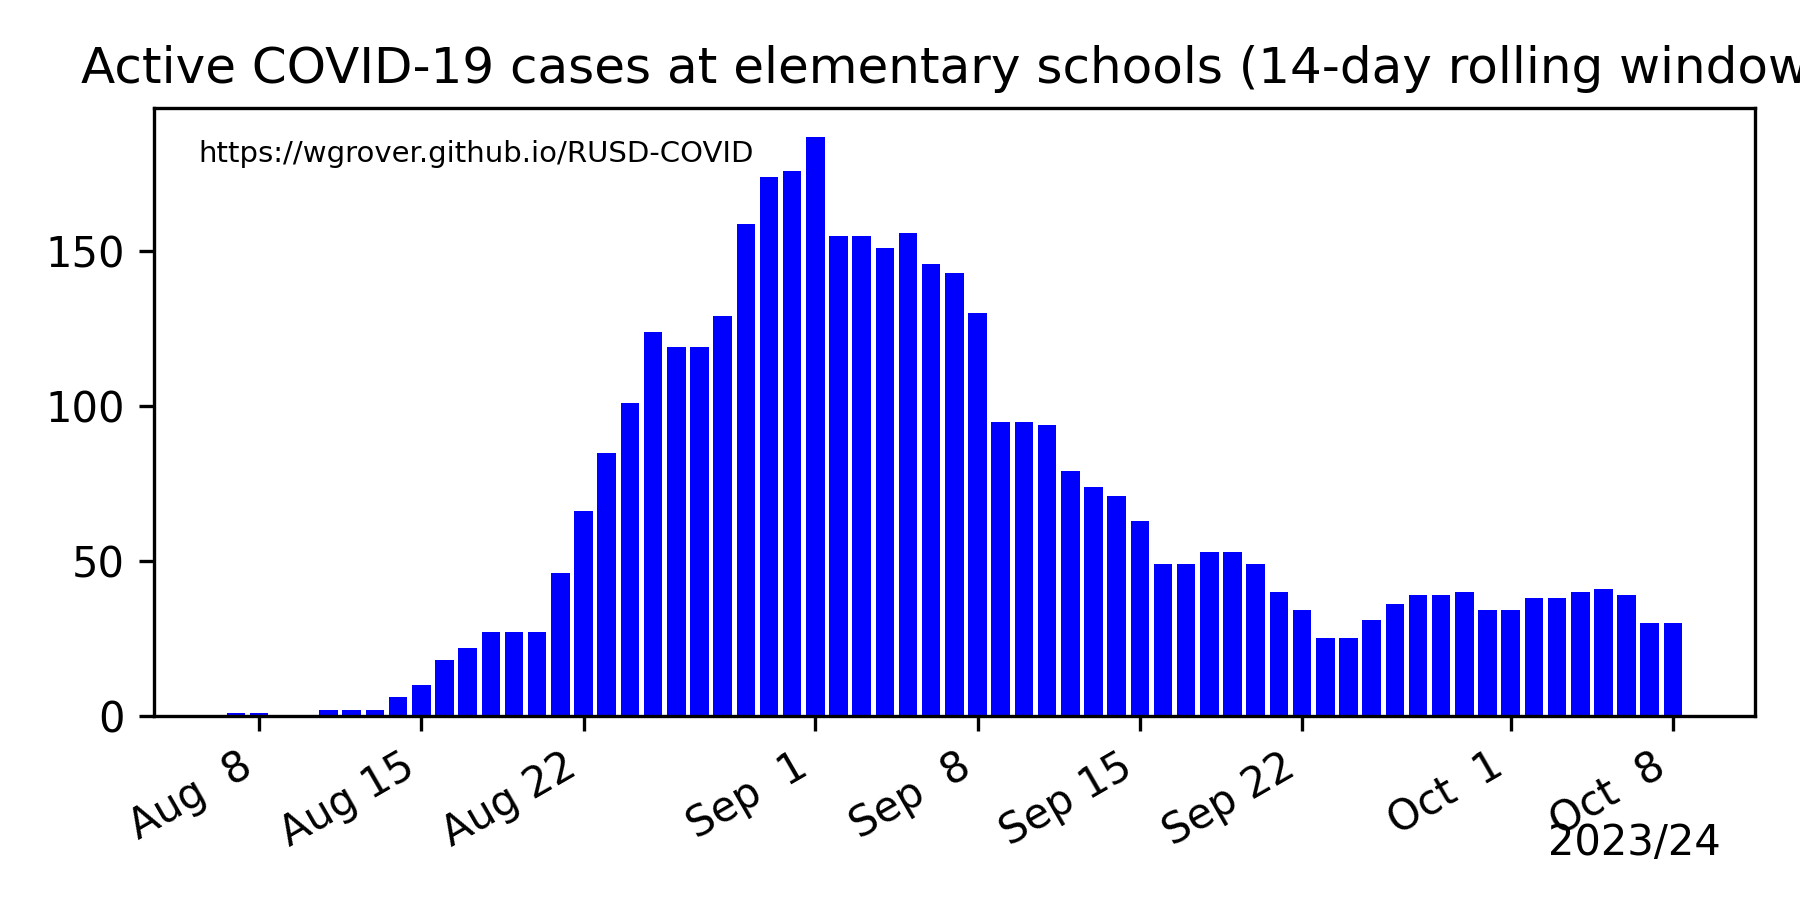 Active COVID-19 cases at elementary schools (14-day rolling window
https://wgrover.github.io/RUSD-COVID
150
100
50
0
Aug 8
Aug 15
Aug 22
Sep 1
Sep 8
Sep 15
Sep 22
Oct 1
Oct 8
2023/24